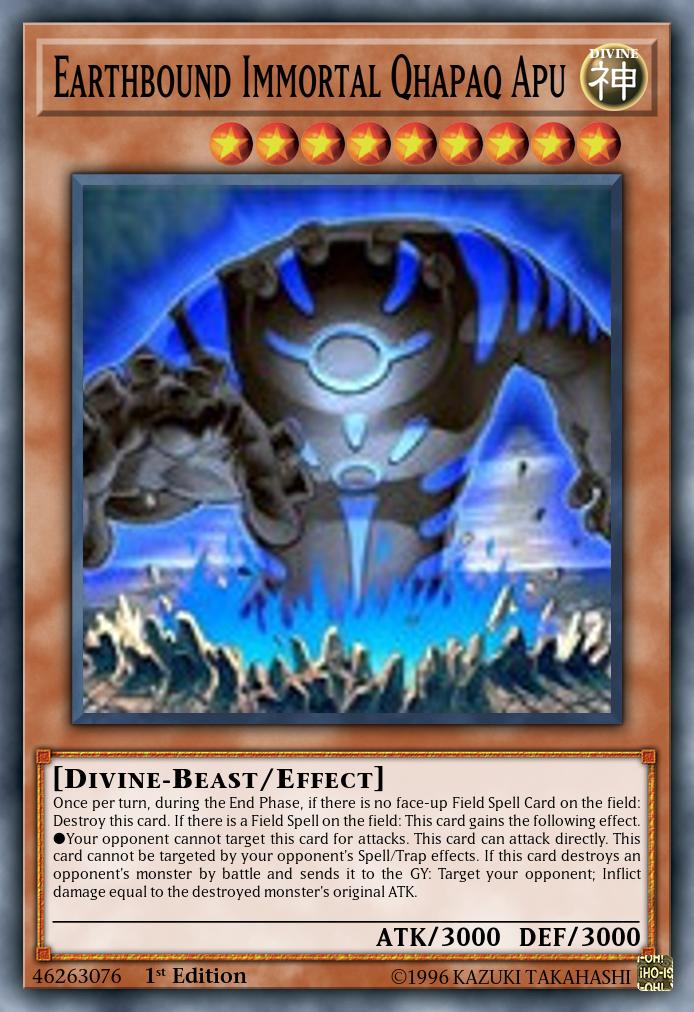 EARTHBOUND IMMORTAL QHAPAQ APU
DIVINE
神
[DIVINE-BEAST/EFFECT]
Once per turn, during the End Phase, if there is no face-up Field Spell Card on the field:
Destroy this card. If there is a Field Spell on the field: This card gains the following effect.
●Your opponent cannot target this card for attacks. This card can attack directly. This
card cannot be targeted by your opponent's Spell/Trap effects. If this card destroys an
opponent's monster by battle and sends it to the GY: Target your opponent; Inflict
damage equal to the destroyed monster's original ATK.
ATK/3000 DEF/3000
46263076 1st Edition ©1996 KAZUKI TAKAHASHI